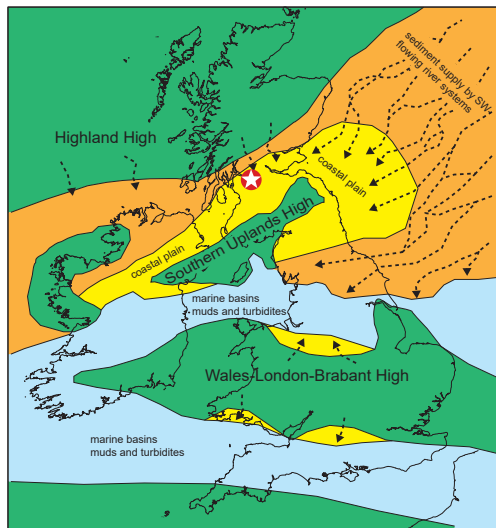 sediment supply by SW-
flowing river systems
Highland High
coastal plain
Southern Uplands High
coastal plain
marine basins
muds and turbidites
Wales-London-Brabant High
marine basins
muds and turbidites